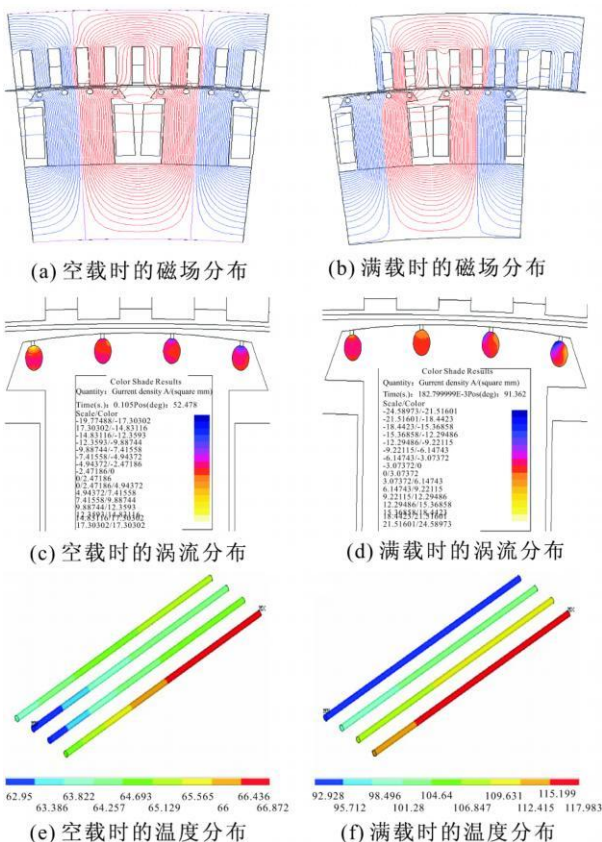 (a) 空载时的磁场分布
(b) 满载时的磁场分布
Color Shade Results
Quantity: Gurrent density A/(square mm)
Time(s.): 0.105Pos(deg): 52.478
Scale/Color
-19.77488/-17.30302
17.30302/-14.83116
-14.83116/-12.3593
-12.3593/-9.88744
-9.88744/-7.41558
-7.41558/-4.94372
-4.94372/-2.47186
-2.47186/0
0/2.47186
2.47186/4.94372
4.94372/7.41558
7.41558/9.88744
9.88744/12.3593
17.30302/17.30302
(c) 空载时的涡流分布
Color Shade Results
Quantity: Gurrent density A/(square mm)
Time(s.): 182.799999E-3Pos(deg): 91.362
Scale/Color
-24.58973/-21.51601
-18.4423/-15.36858
-15.36858/-12.29486
-12.29486/-9.22115
-9.22115/-6.14743
-6.14743/-3.07372
-3.07372/0
0/3.07372
3.07372/6.14743
6.14743/9.22115
9.22115/12.29486
12.29486/15.36858
21.51601/24.58973
(d) 满载时的涡流分布
62.95 63.822 64.693 65.565 66.436
63.386 64.257 65.129 66 66.872
(e) 空载时的温度分布
92.928 98.496 104.64 109.631 115.199
95.712 101.28 106.847 112.415 117.983
(f) 满载时的温度分布